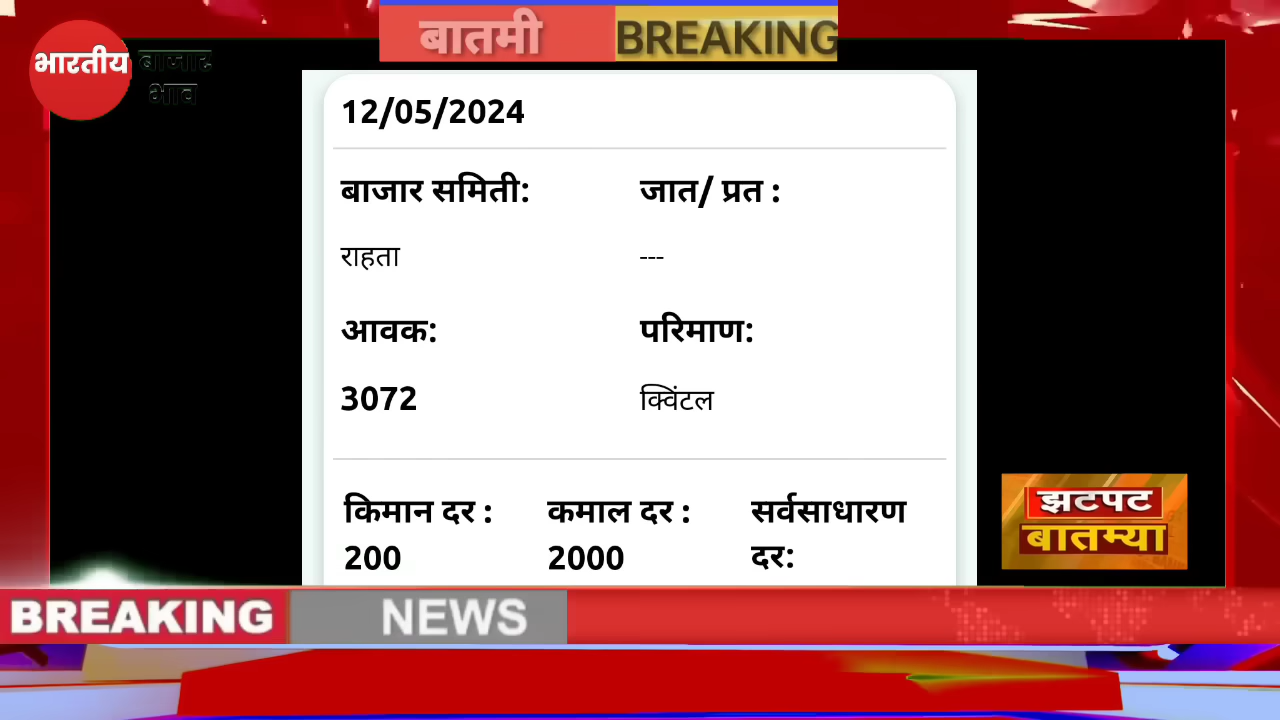 बातमी BREAKING
भारतीय बाजार
भाव
12/05/2024
बाजार समिती: जात/ प्रत :
राहता ---
आवक: परिमाण:
3072 क्विंटल
किमान दर : कमाल दर : सर्वसाधारण
200 2000 दर:
झटपट
बातम्या
BREAKING NEWS